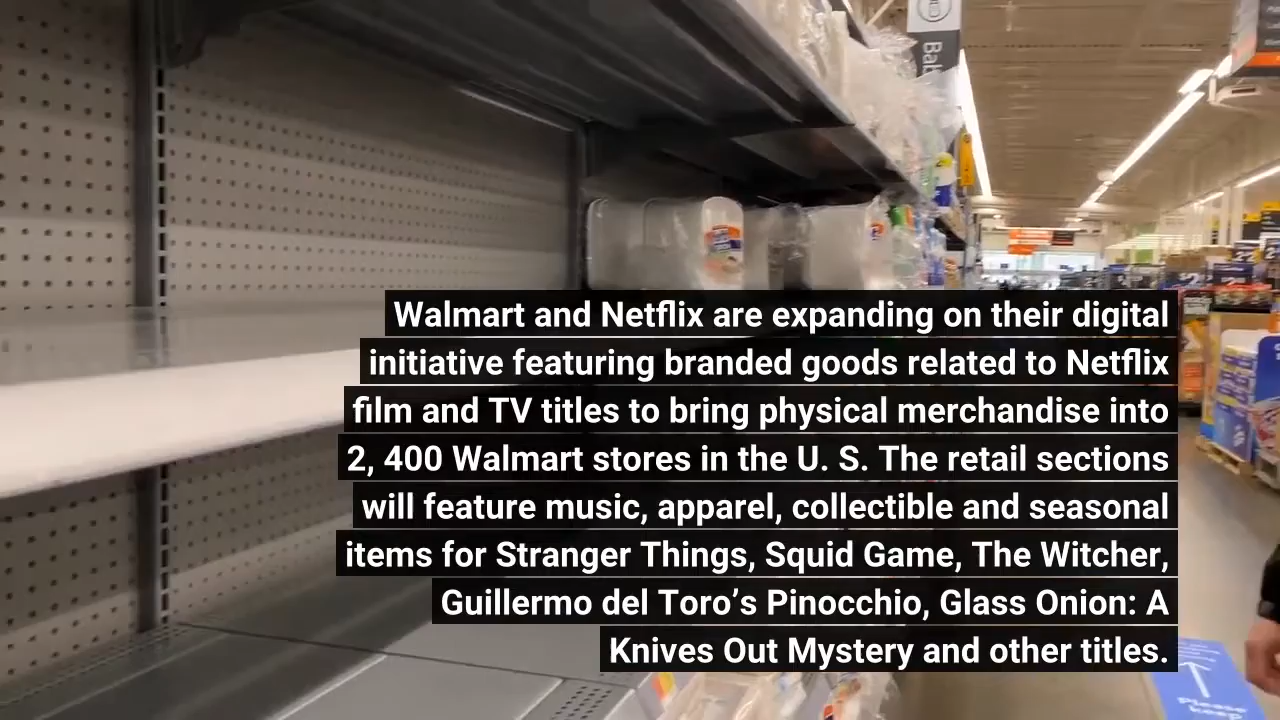 Bab
Walmart and Netflix are expanding on their digital
initiative featuring branded goods related to Netflix
film and TV titles to bring physical merchandise into
2, 400 Walmart stores in the U. S. The retail sections
will feature music, apparel, collectible and seasonal
items for Stranger Things, Squid Game, The Witcher,
Guillermo del Toro’s Pinocchio, Glass Onion: A
Knives Out Mystery and other titles.
Please
keep